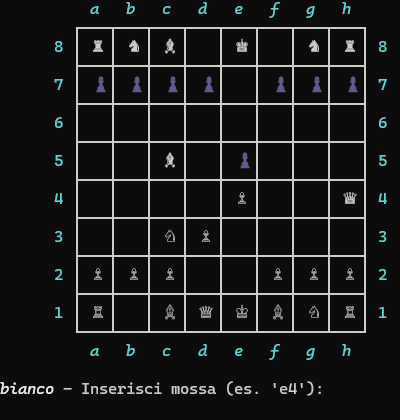 a b c d e f g h
8 ♜ ♞ ♝ ♚ ♞ ♜ 8
7 ♟ ♟ ♟ ♟ ♟ ♟ ♟ 7
6 6
5 ♝ ♟ 5
4 ♗ ♛ 4
3 ♘ ♗ 3
2 ♗ ♗ ♗ ♗ ♗ ♗ 2
1 ♖ ♗ ♕ ♔ ♗ ♘ ♖ 1
a b c d e f g h
bianco — Inserisci mossa (es. 'e4'):